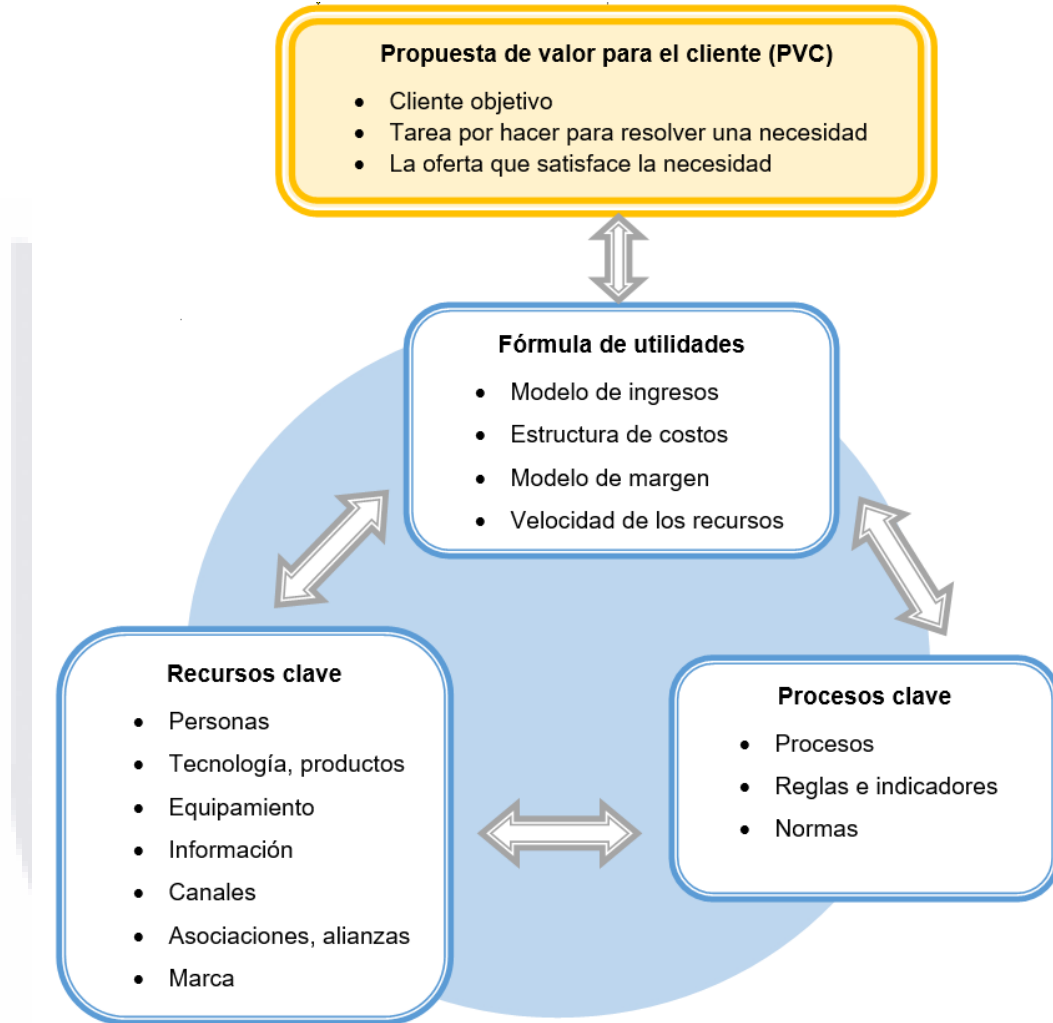 Propuesta de valor para el cliente (PVC)
• Cliente objetivo
• Tarea por hacer para resolver una necesidad
• La oferta que satisface la necesidad
Fórmula de utilidades
• Modelo de ingresos
• Estructura de costos
• Modelo de margen
• Velocidad de los recursos
Recursos clave
• Personas
• Tecnología, productos
• Equipamiento
• Información
• Canales
• Asociaciones, alianzas
• Marca
Procesos clave
• Procesos
• Reglas e indicadores
• Normas